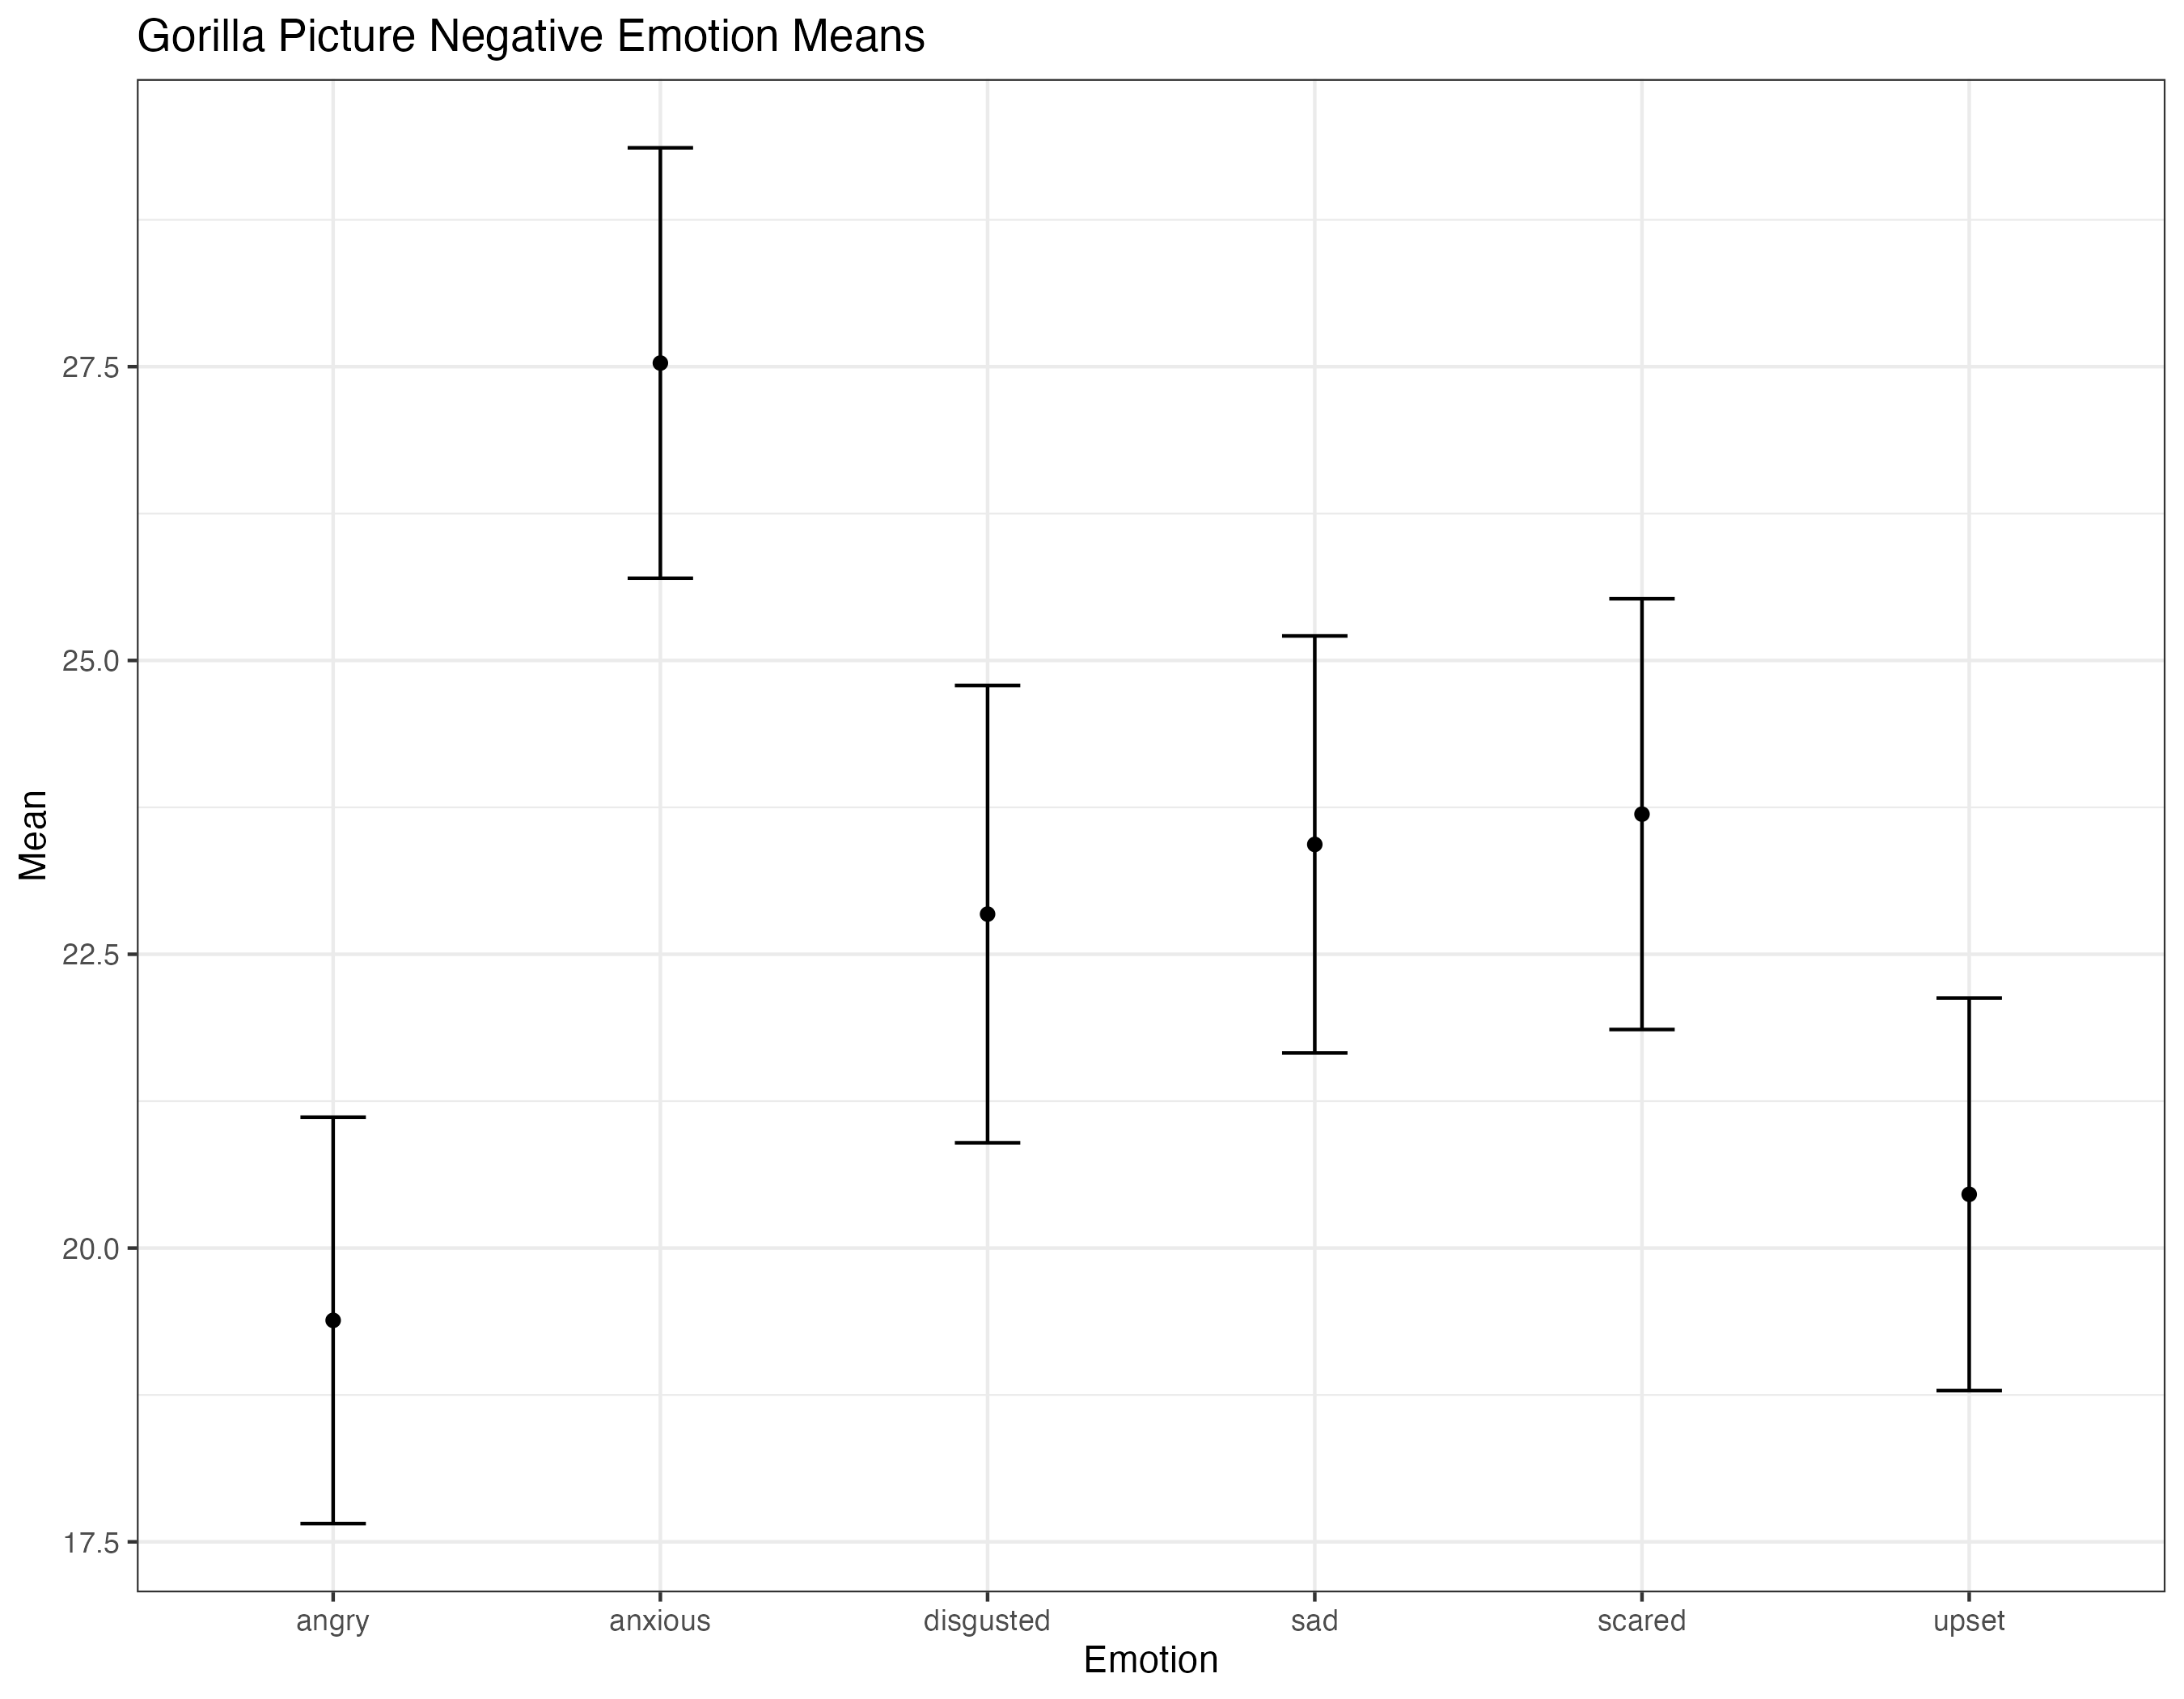 Gorilla Picture Negative Emotion Means
Mean
27.5
25.0
22.5
20.0
17.5
angry anxious disgusted sad scared upset
Emotion